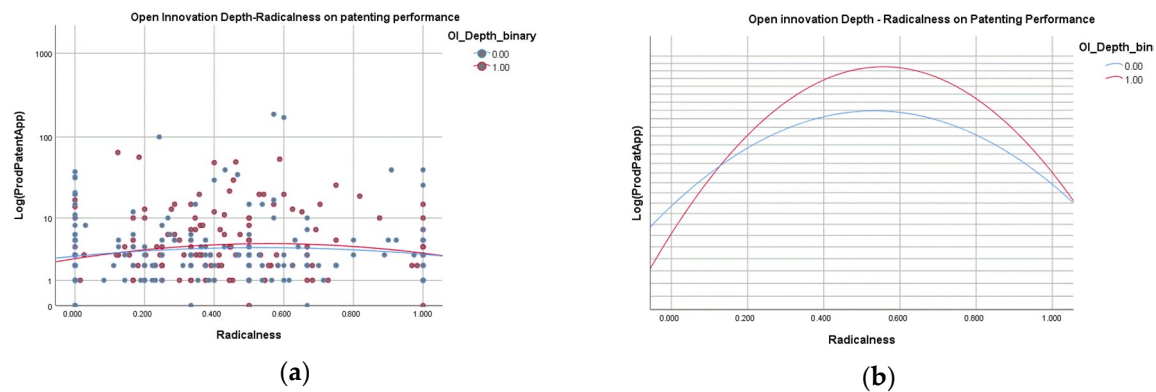 Open Innovation Depth-Radicalness on patenting performance
OI_Depth_binary
0.00
1.00
1000
100
10
1
0
Log(ProdPatentApp)
0.000 0.200 0.400 0.600 0.800 1.000
Radicalness
(a)
Open innovation Depth - Radicalness on Patenting Performance
OI_Depth_bin
0.00
1.00
Log(ProdPatApp)
0.000 0.200 0.400 0.600 0.800 1.000
Radicalness
(b)